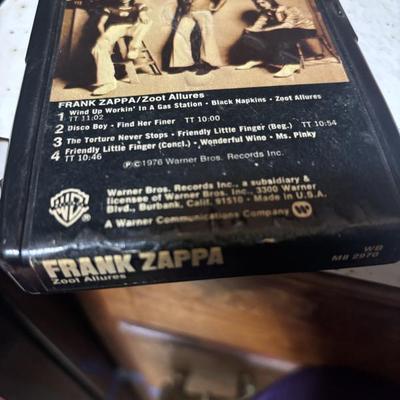 FRANK ZAPPA/Zoot Allures
1 Wind Up Workin' In A Gas Station • Black Napkins • Zoot Allures
TT 11:02
2 Disco Boy • Find Her Finer TT 10:00
3 The Torture Never Stops • Friendly Little Finger (Beg.) TT 10:54
4 Friendly Little Finger (Concl.) • Wonderful Wino • Ms. Pinky
TT 10:46
℗©1976 Warner Bros. Records Inc.
Warner Bros. Records Inc., a subsidiary &
licensee of Warner Bros. Inc., 3300 Warner
Blvd., Burbank, Calif. 91510 • Made in U.S.A.
A Warner Communications Company
WB
FRANK ZAPPA
Zoot Allures
WB
M8 2970